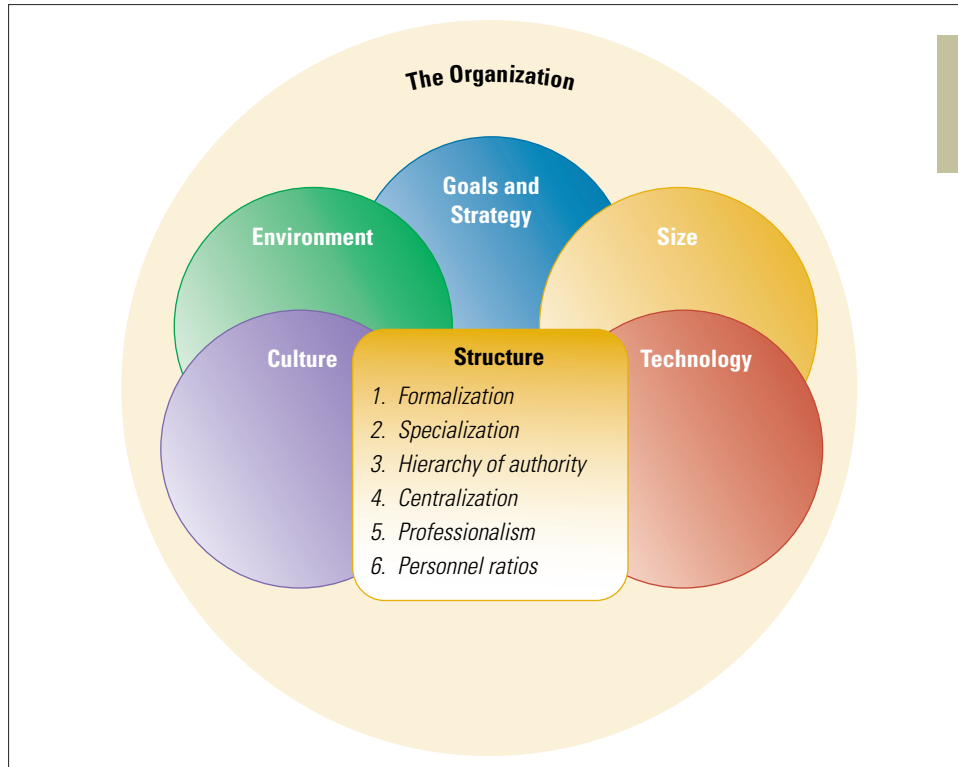 The Organization
Goals and
Strategy
Environment
Size
Culture
Structure
Technology
1. Formalization
2. Specialization
3. Hierarchy of authority
4. Centralization
5. Professionalism
6. Personnel ratios